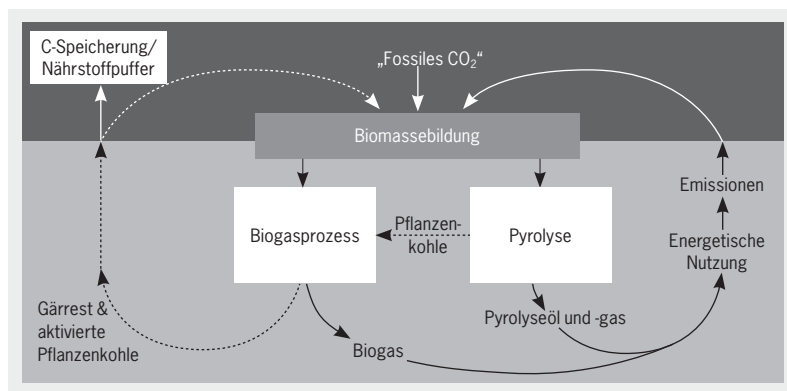 C-Speicherung/
Nährstoffpuffer
„Fossiles CO₂“
Biomassebildung
Biogasprozess
Pflanzen-
kohle
Pyrolyse
Emissionen
Energetische
Nutzung
Gärrest &
aktivierte
Pflanzenkohle
Biogas
Pyrolyseöl und -gas